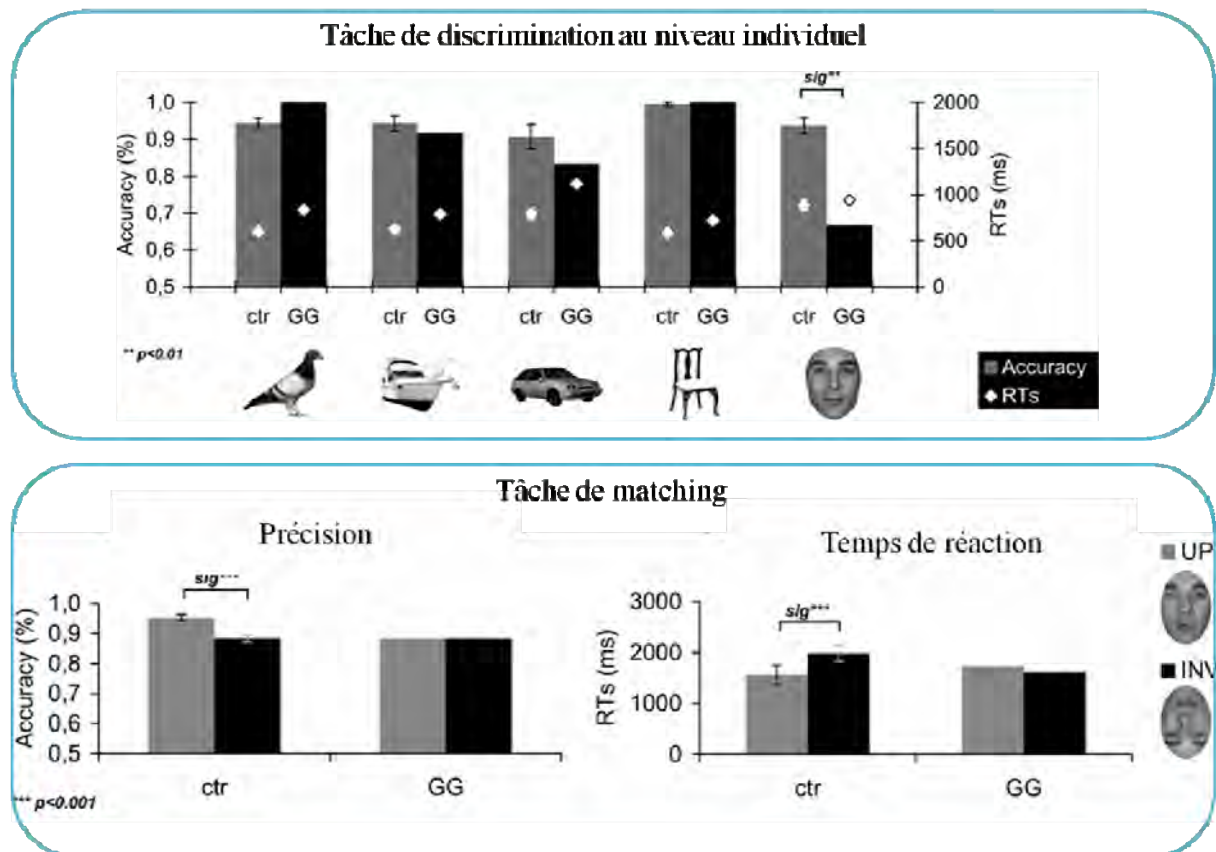 Tâche de discrimination au niveau individuel
sig**
1,0
0,9
0,8
0,7
0,6
0,5
Accuracy (%)
2000
1500
1000
500
0
RTs (ms)
ctr GG ctr GG ctr GG ctr GG ctr GG
** p<0.01
Accuracy
RTs
Tâche de matching
Précision
sig***
1,0
0,9
0,8
0,7
0,6
0,5
Accuracy (%)
ctr GG
*** p<0.001
Temps de réaction
sig***
3000
2000
1000
0
RTs (ms)
ctr GG
UP
INV